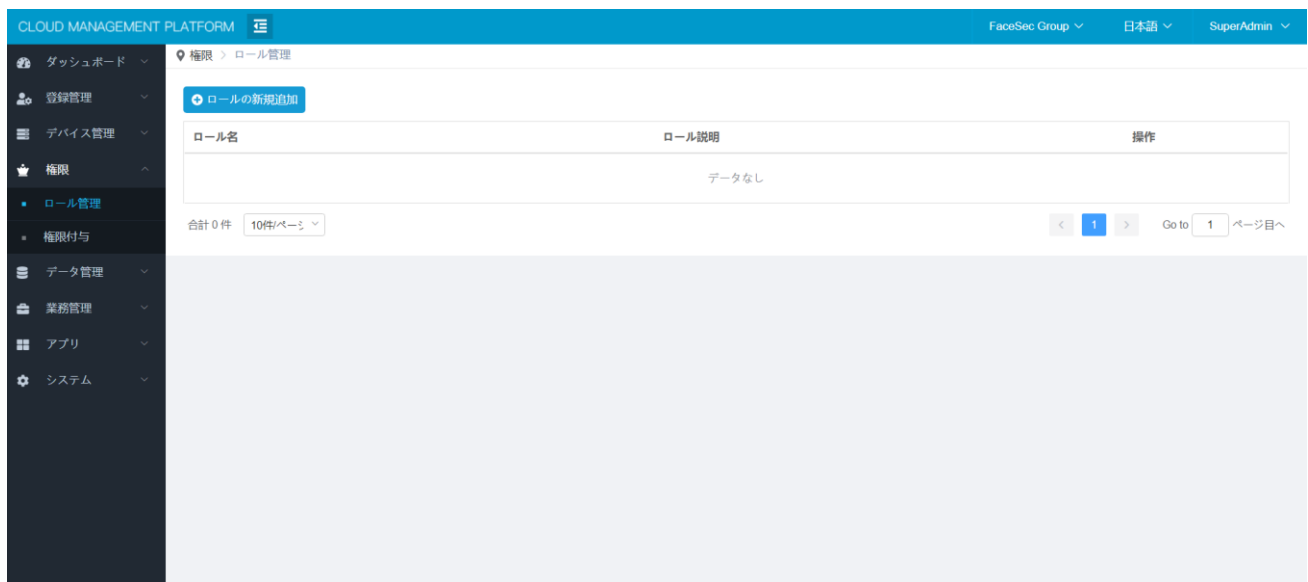 CLOUD MANAGEMENT PLATFORM FaceSec Group 日本語 SuperAdmin
ダッシュボード
登録管理
デバイス管理
権限
ロール管理
権限付与
データ管理
業務管理
アプリ
システム
権限 > ロール管理
ロールの新規追加
ロール名 ロール説明 操作
データなし
合計 0 件 10件/ページ < 1 > Go to 1 ページ目へ